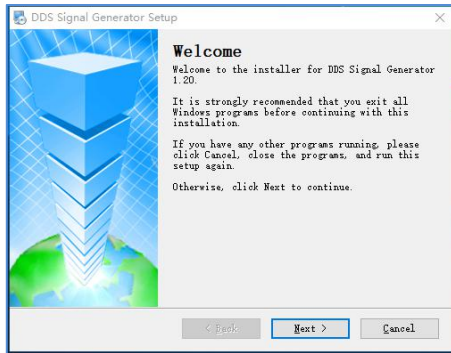 DDS Signal Generator Setup
Welcome
Welcome to the installer for DDS Signal Generator
1.20.
It is strongly recommended that you exit all
Windows programs before continuing with this
installation.
If you have any other programs running, please
click Cancel, close the programs, and run this
setup again.
Otherwise, click Next to continue.
< Back
Next >
Cancel